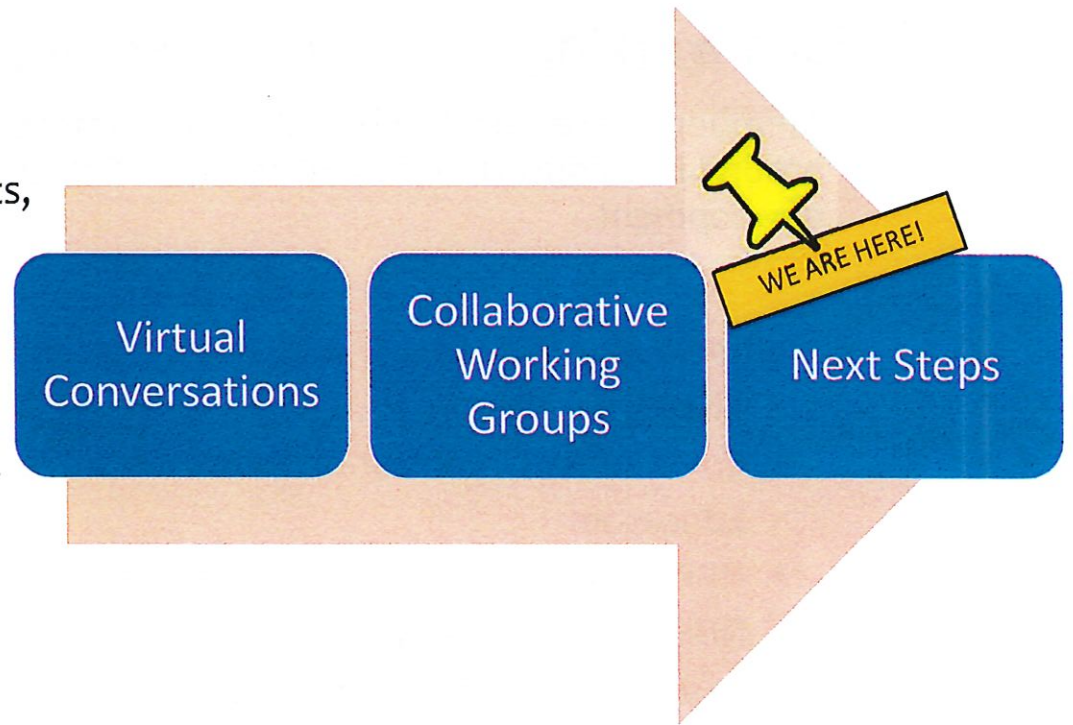 Virtual
Conversations
Collaborative
Working
Groups
WE ARE HERE!
Next Steps